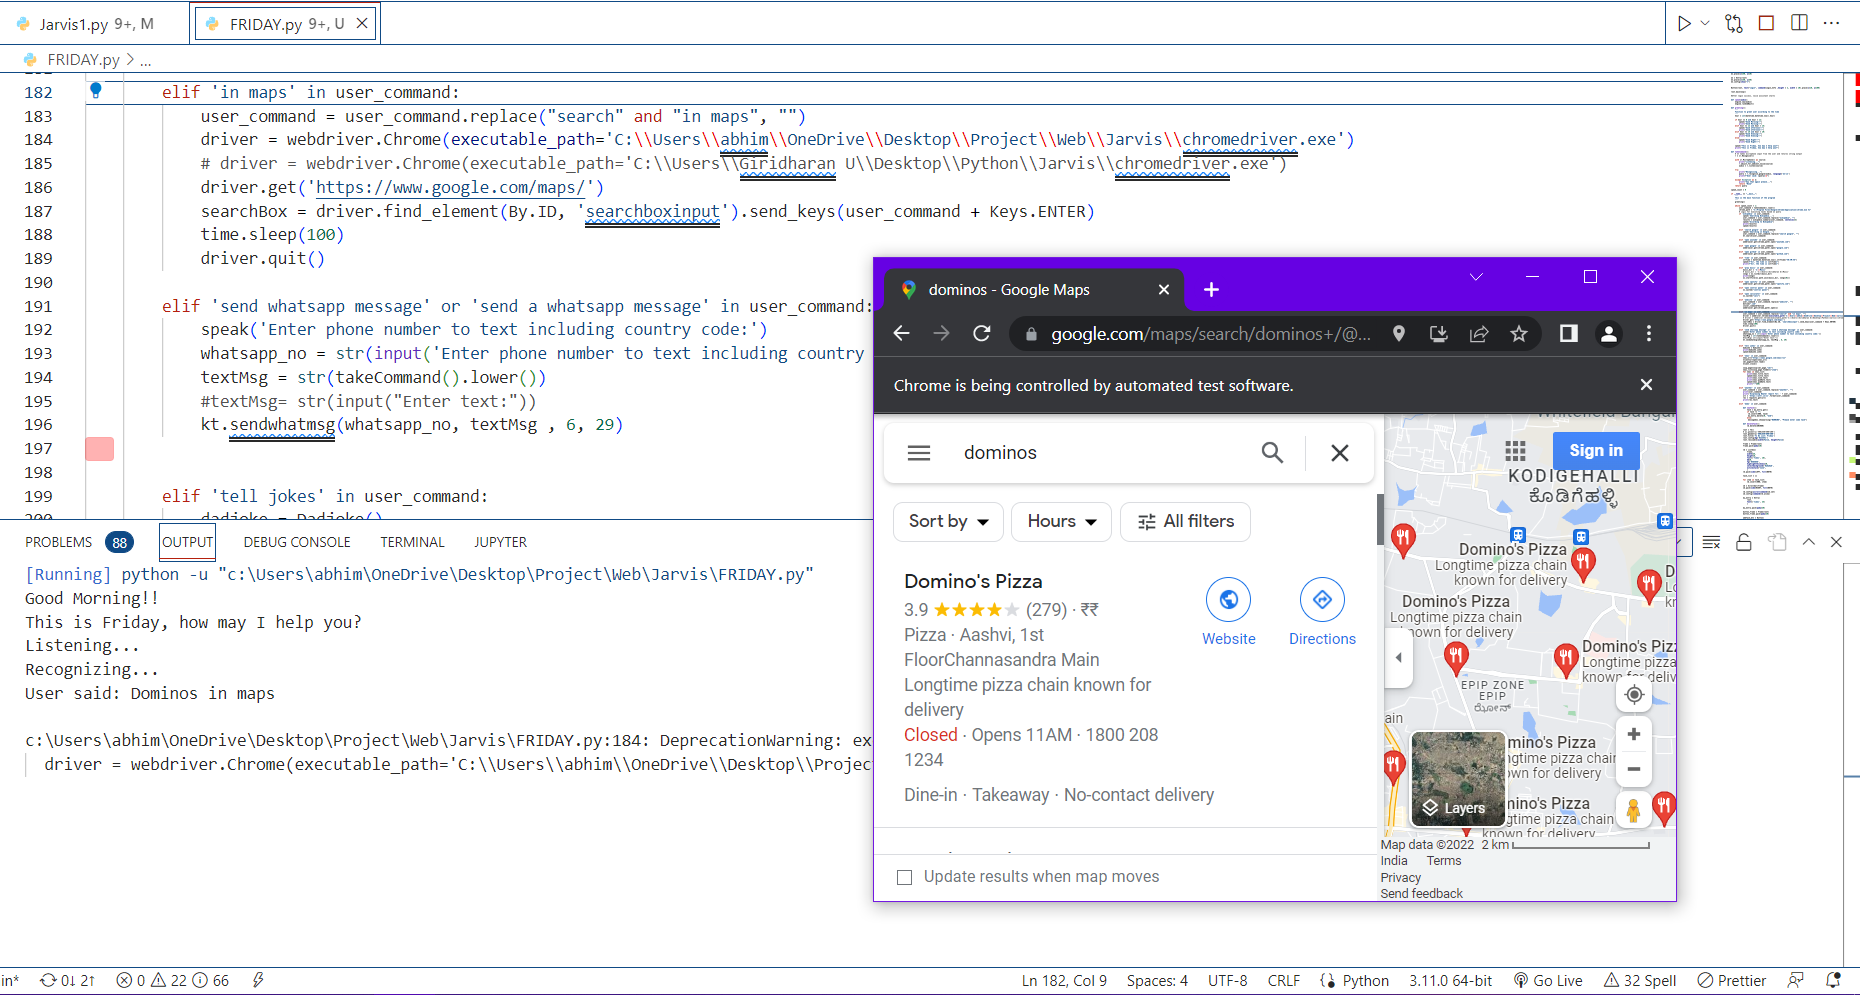 Jarvis1.py 9+, M
FRIDAY.py 9+, U
FRIDAY.py > ...
182 elif 'in maps' in user_command:
183 user_command = user_command.replace("search" and "in maps", "")
184 driver = webdriver.Chrome(executable_path='C:\\Users\\abhim\\OneDrive\\Desktop\\Project\\Web\\Jarvis\\chromedriver.exe')
185 # driver = webdriver.Chrome(executable_path='C:\\Users\\Giridharan U\\Desktop\\Python\\Jarvis\\chromedriver.exe')
186 driver.get('https://www.google.com/maps/')
187 searchBox = driver.find_element(By.ID, 'searchboxinput').send_keys(user_command + Keys.ENTER)
188 time.sleep(100)
189 driver.quit()
190
191 elif 'send whatsapp message' or 'send a whatsapp message' in user_command:
192 speak('Enter phone number to text including country code:')
193 whatsapp_no = str(input('Enter phone number to text including country
194 textMsg = str(takeCommand().lower())
195 #textMsg= str(input("Enter text:"))
196 kt.sendwhatmsg(whatsapp_no, textMsg , 6, 29)
197
198
199 elif 'tell jokes' in user_command:
200 dadjoke = Dadjoke()
PROBLEMS 88 OUTPUT DEBUG CONSOLE TERMINAL JUPYTER
[Running] python -u "c:\Users\abhim\OneDrive\Desktop\Project\Web\Jarvis\FRIDAY.py"
Good Morning!!
This is Friday, how may I help you?
Listening...
Recognizing...
User said: Dominos in maps
c:\Users\abhim\OneDrive\Desktop\Project\Web\Jarvis\FRIDAY.py:184: DeprecationWarning: ex
driver = webdriver.Chrome(executable_path='C:\\Users\\abhim\\OneDrive\\Desktop\\Projec
dominos - Google Maps
google.com/maps/search/dominos+/@...
Chrome is being controlled by automated test software.
dominos
Sort by
Hours
All filters
Domino's Pizza
3.9 (279) · ₹₹
Pizza · Aashvi, 1st
FloorChannasandra Main
Longtime pizza chain known for
delivery
Closed · Opens 11AM · 1800 208
1234
Dine-in · Takeaway · No-contact delivery
Website
Directions
Update results when map moves
Sign in
KODIGEHALLI
ಕೊಡಿಗೆಹಳ್ಳಿ
Domino's Pizza
Longtime pizza chain
known for delivery
Domino's Pizza
Longtime pizza chain
known for delivery
Domino's Pizza
Longtime pizza
known for deliv
EPIP ZONE
EPIP
ಝೋನ್
mino's Pizza
ngtime pizza chain
own for delivery
mino's Pizza
ngtime pizza chain
known for delivery
Layers
Map data ©2022 2 km
India Terms
Privacy
Send feedback
in* 0↓ 2↑ 0 22 66
Ln 182, Col 9 Spaces: 4 UTF-8 CRLF Python 3.11.0 64-bit Go Live 32 Spell Prettier